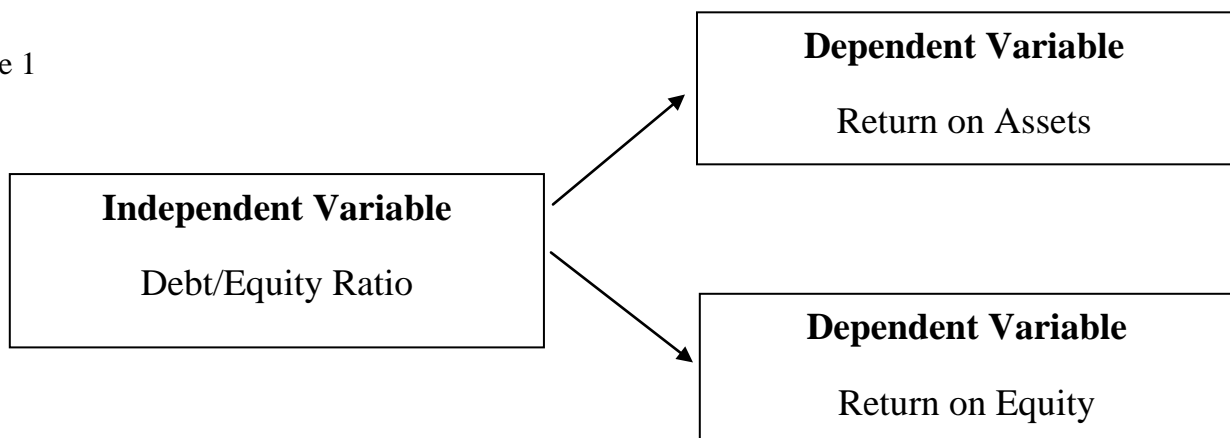 e 1
Dependent Variable
Return on Assets
Independent Variable
Debt/Equity Ratio
Dependent Variable
Return on Equity